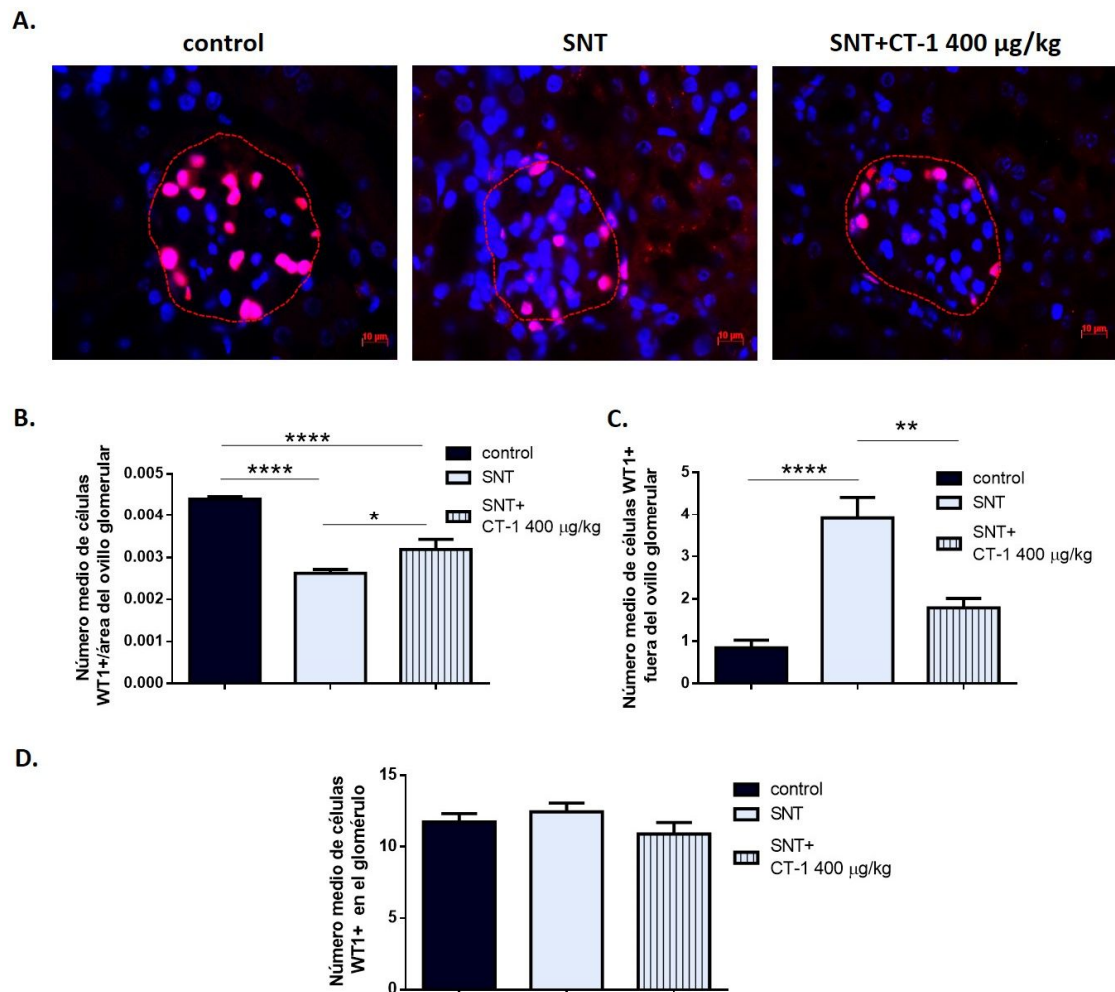 A.
control
SNT
SNT+CT-1 400 µg/kg
10 µm
10 µm
10 µm
B.
Número medio de células
WT1+/área del ovillo glomerular
0.005
0.004
0.003
0.002
0.001
0.000
****
****
*
control
SNT
SNT+
CT-1 400 µg/kg
C.
Número medio de células WT1+
fuera del ovillo glomerular
5
4
3
2
1
0
**
****
control
SNT
SNT+
CT-1 400 µg/kg
D.
Número medio de células
WT1+ en el glomérulo
15
10
5
0
control
SNT
SNT+
CT-1 400 µg/kg